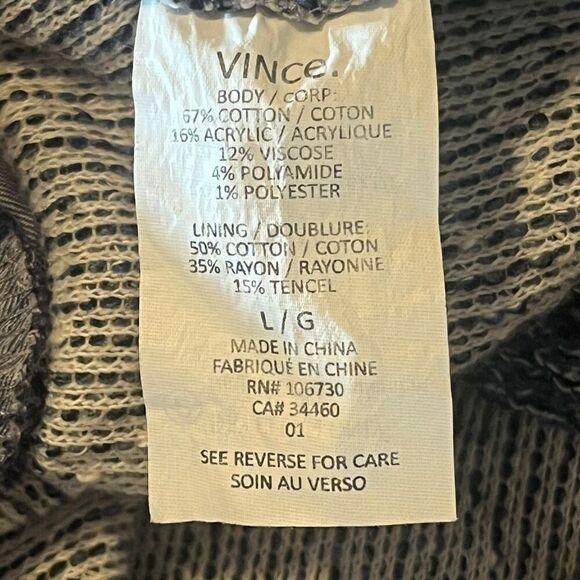 VINCe.
BODY / CORP:
67% COTTON / COTON
16% ACRYLIC / ACRYLIQUE
12% VISCOSE
4% POLYAMIDE
1% POLYESTER
LINING / DOUBLURE:
50% COTTON / COTON
35% RAYON / RAYONNE
15% TENCEL
L / G
MADE IN CHINA
FABRIQUÉ EN CHINE
RN# 106730
CA# 34460
01
SEE REVERSE FOR CARE
SOIN AU VERSO